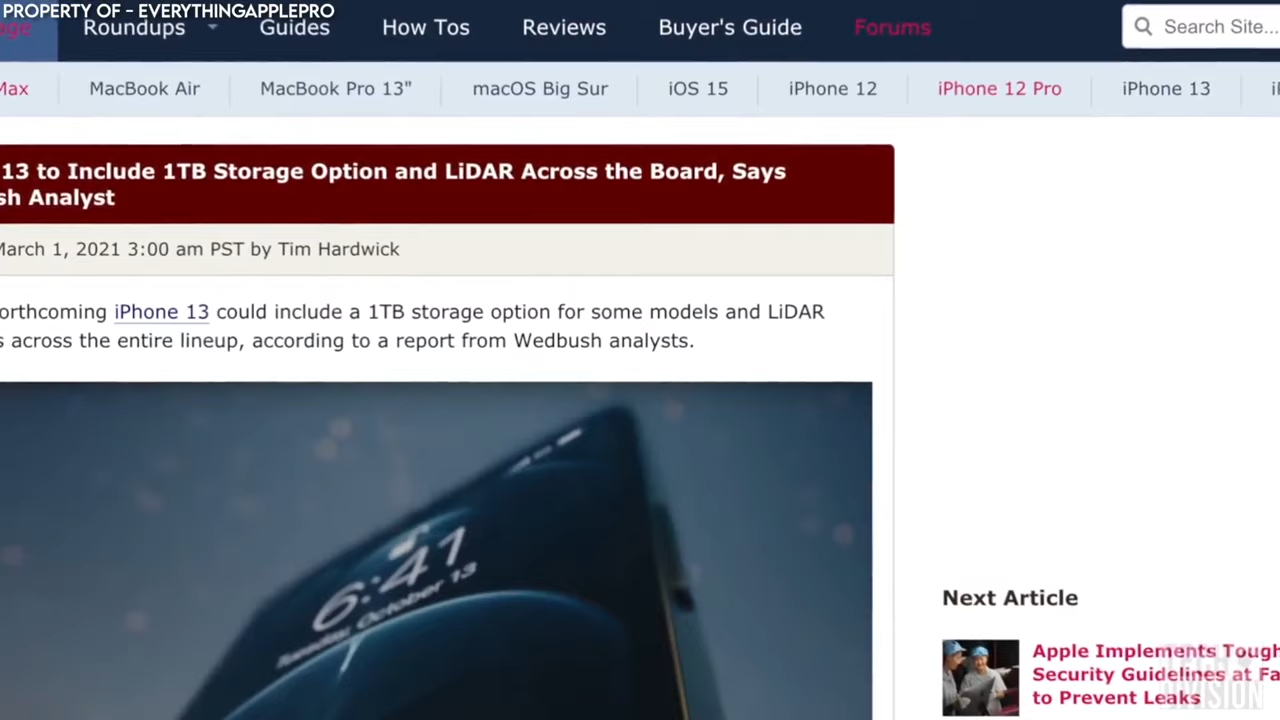 PROPERTY OF - EVERYTHINGAPPLEPRO
Roundups Guides How Tos Reviews Buyer's Guide Forums Search Site...
Max MacBook Air MacBook Pro 13" macOS Big Sur iOS 15 iPhone 12 iPhone 12 Pro iPhone 13
13 to Include 1TB Storage Option and LiDAR Across the Board, Says
sh Analyst
March 1, 2021 3:00 am PST by Tim Hardwick
orthcoming iPhone 13 could include a 1TB storage option for some models and LiDAR
s across the entire lineup, according to a report from Wedbush analysts.
6:41
Tuesday, October 13
Next Article
Apple Implements Tough
Security Guidelines at Fa
to Prevent Leaks
DIVISION